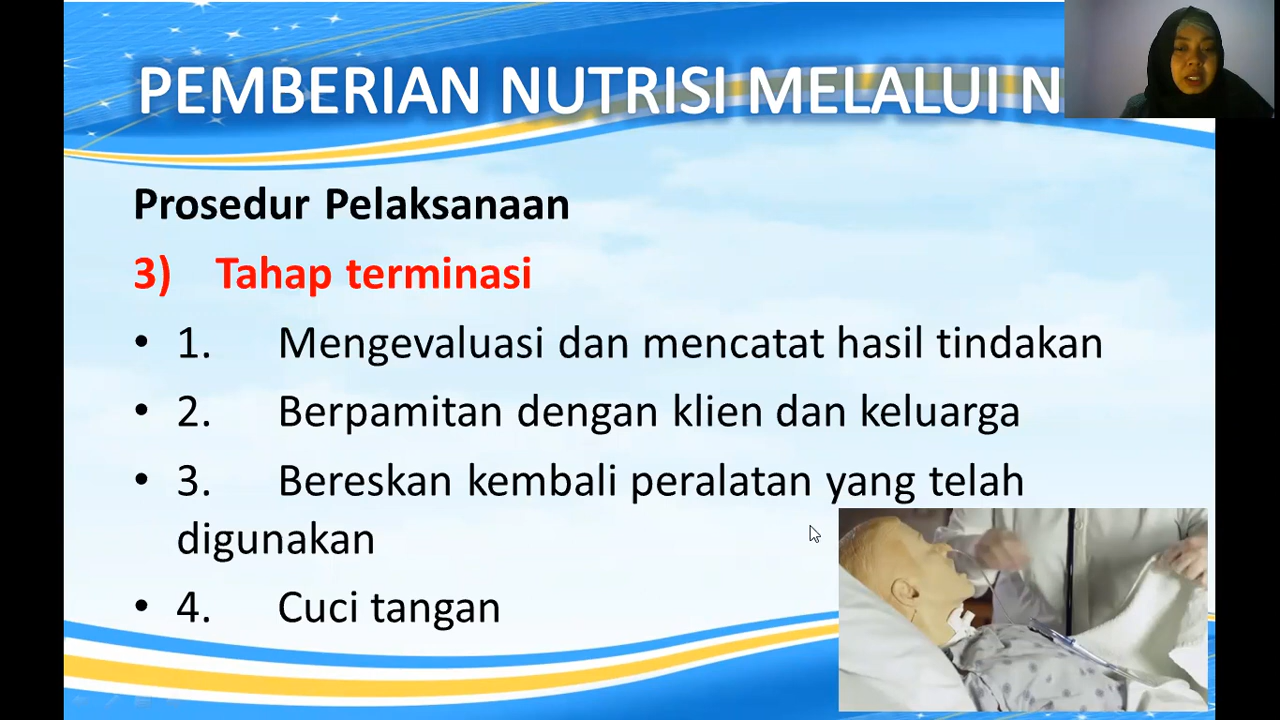 PEMBERIAN NUTRISI MELALUI N
Prosedur Pelaksanaan
3) Tahap terminasi
• 1. Mengevaluasi dan mencatat hasil tindakan
• 2. Berpamitan dengan klien dan keluarga
• 3. Bereskan kembali peralatan yang telah
digunakan
• 4. Cuci tangan